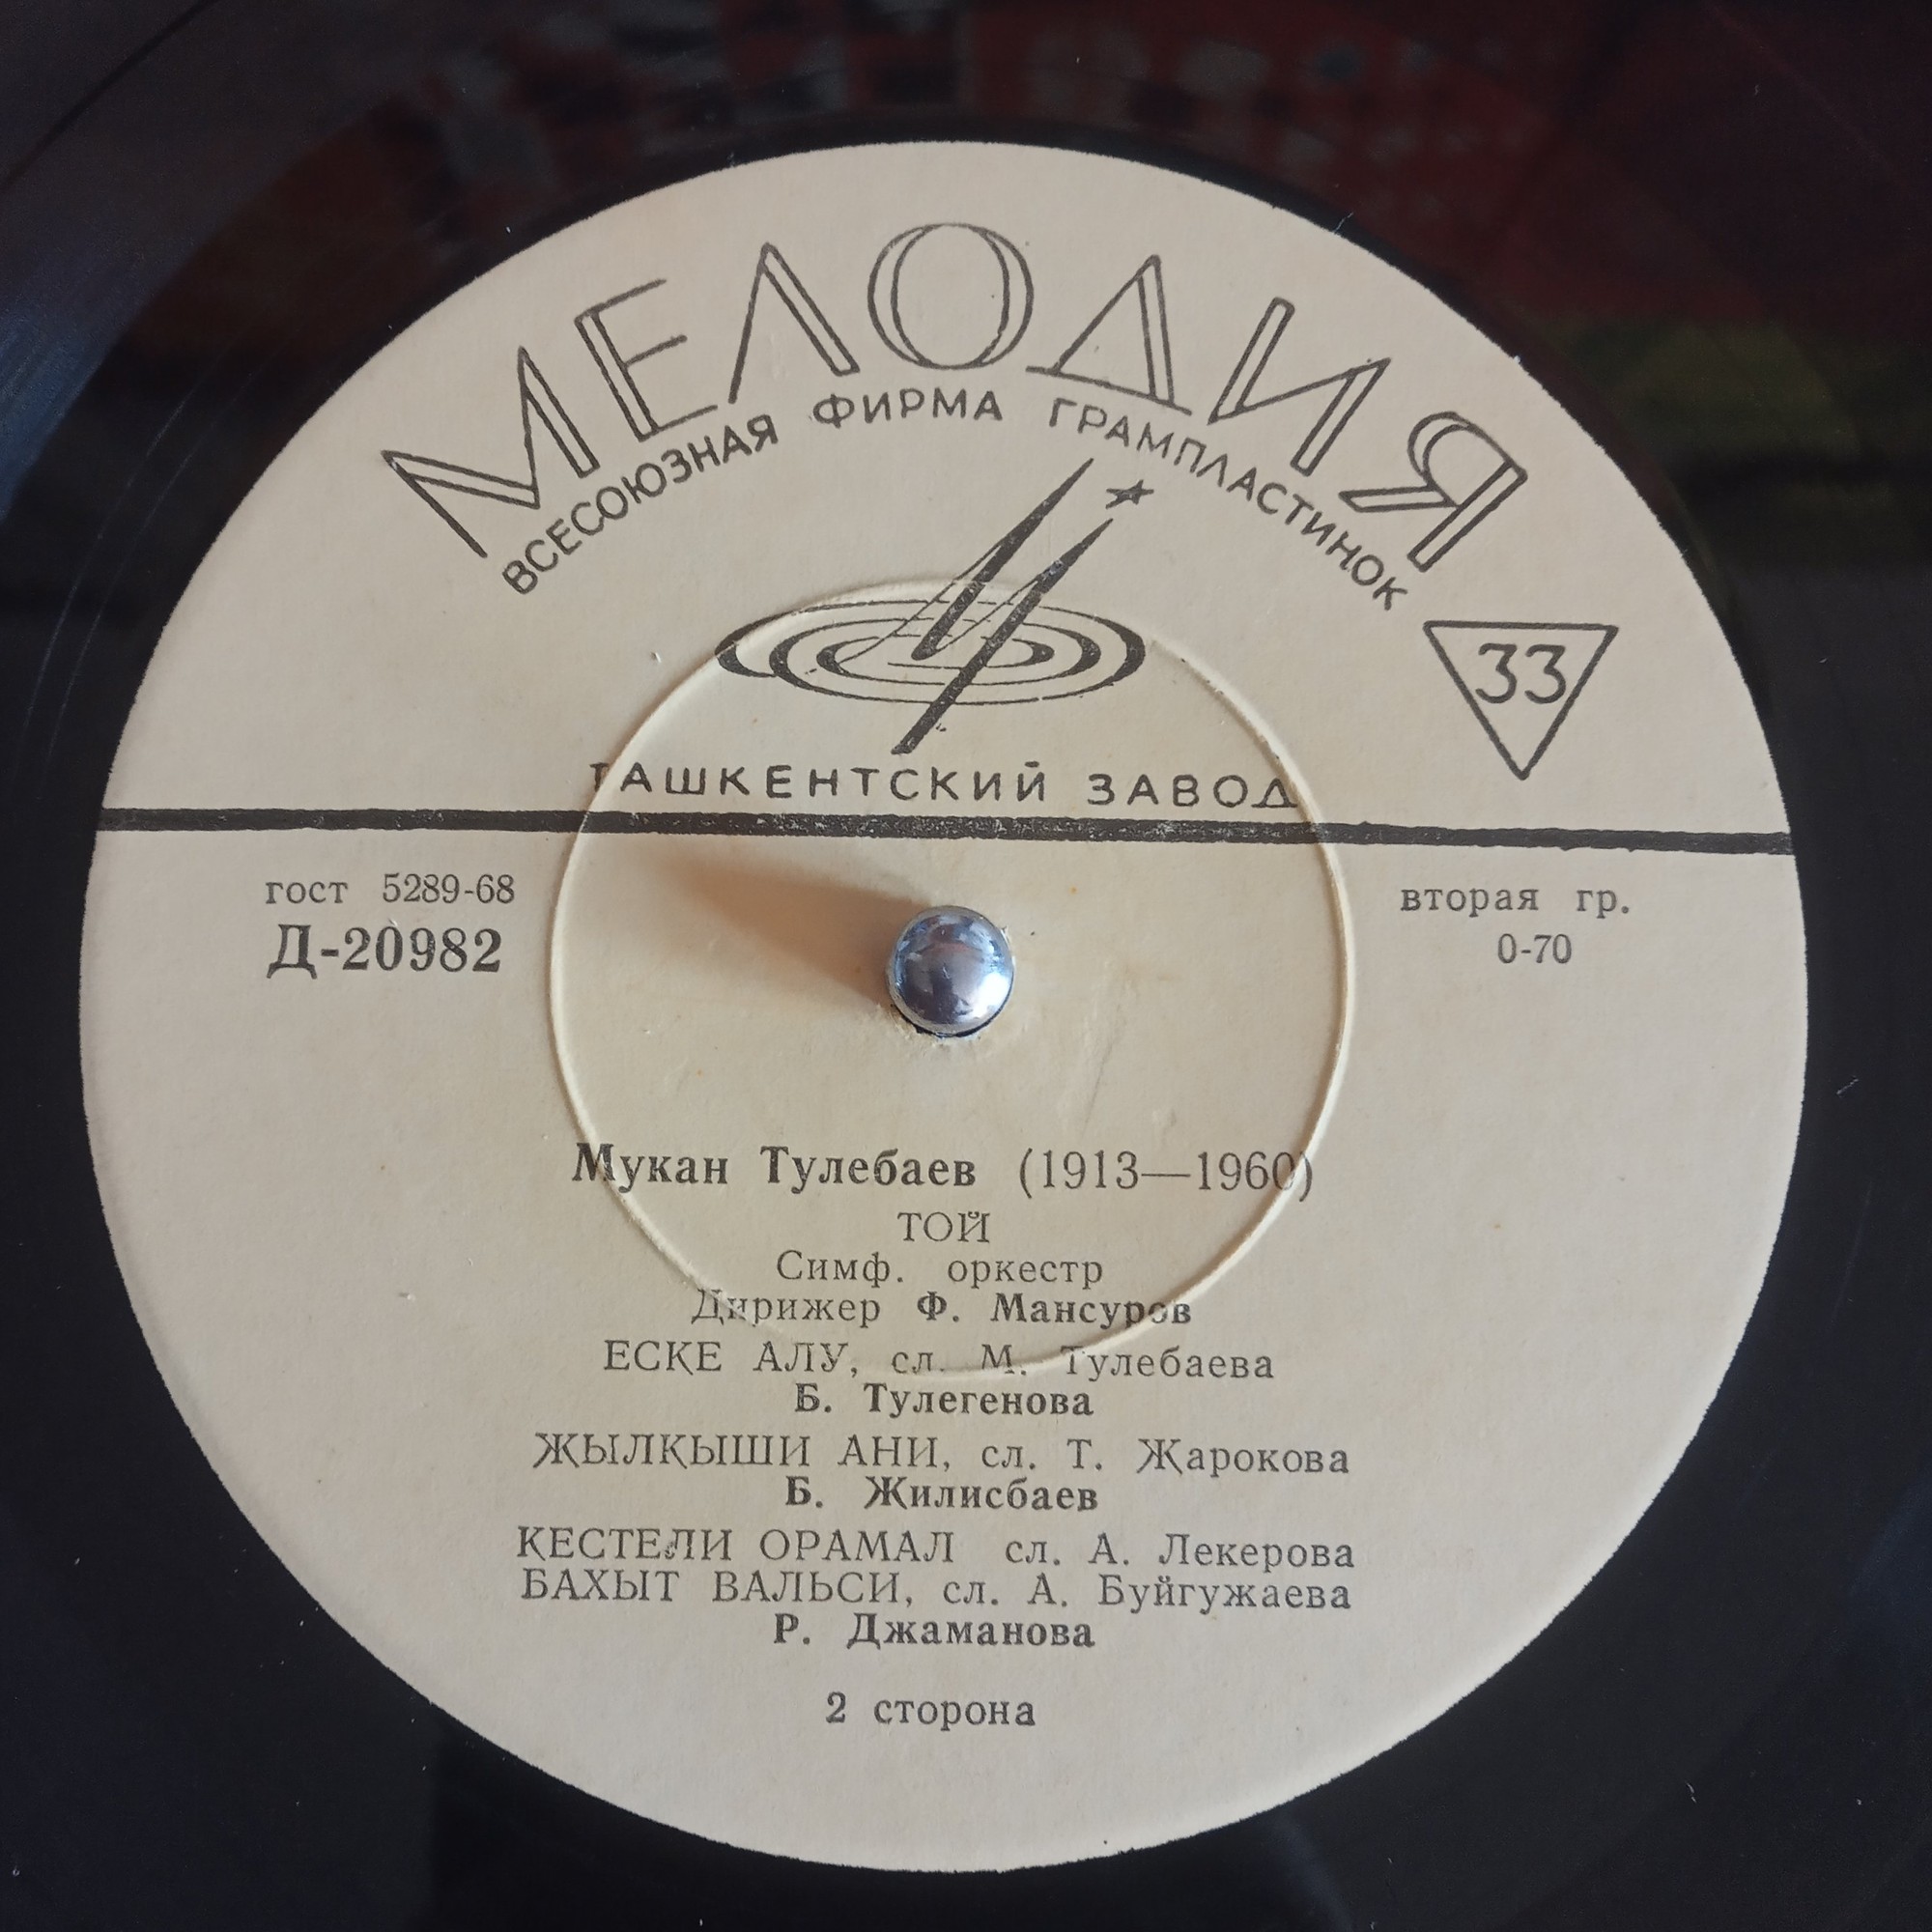 МЕЛОДИЯ
ВСЕСОЮЗНАЯ ФИРМА ГРАМПЛАСТИНОК
33
ТАШКЕНТСКИЙ ЗАВОД
гост 5289-68
Д-20982
вторая гр.
0-70
Мукан Тулебаев (1913—1960)
ТОЙ
Симф. оркестр
Дирижер Ф. Мансуров
ЕСКЕ АЛУ, сл. М. Тулебаева
Б. Тулегенова
ЖЫЛҚЫШИ АНИ, сл. Т. Жарокова
Б. Жилисбаев
КЕСТЕЛИ ОРАМАЛ сл. А. Лекерова
БАХЫТ ВАЛЬСИ, сл. А. Буйгужаева
Р. Джаманова
2 сторона